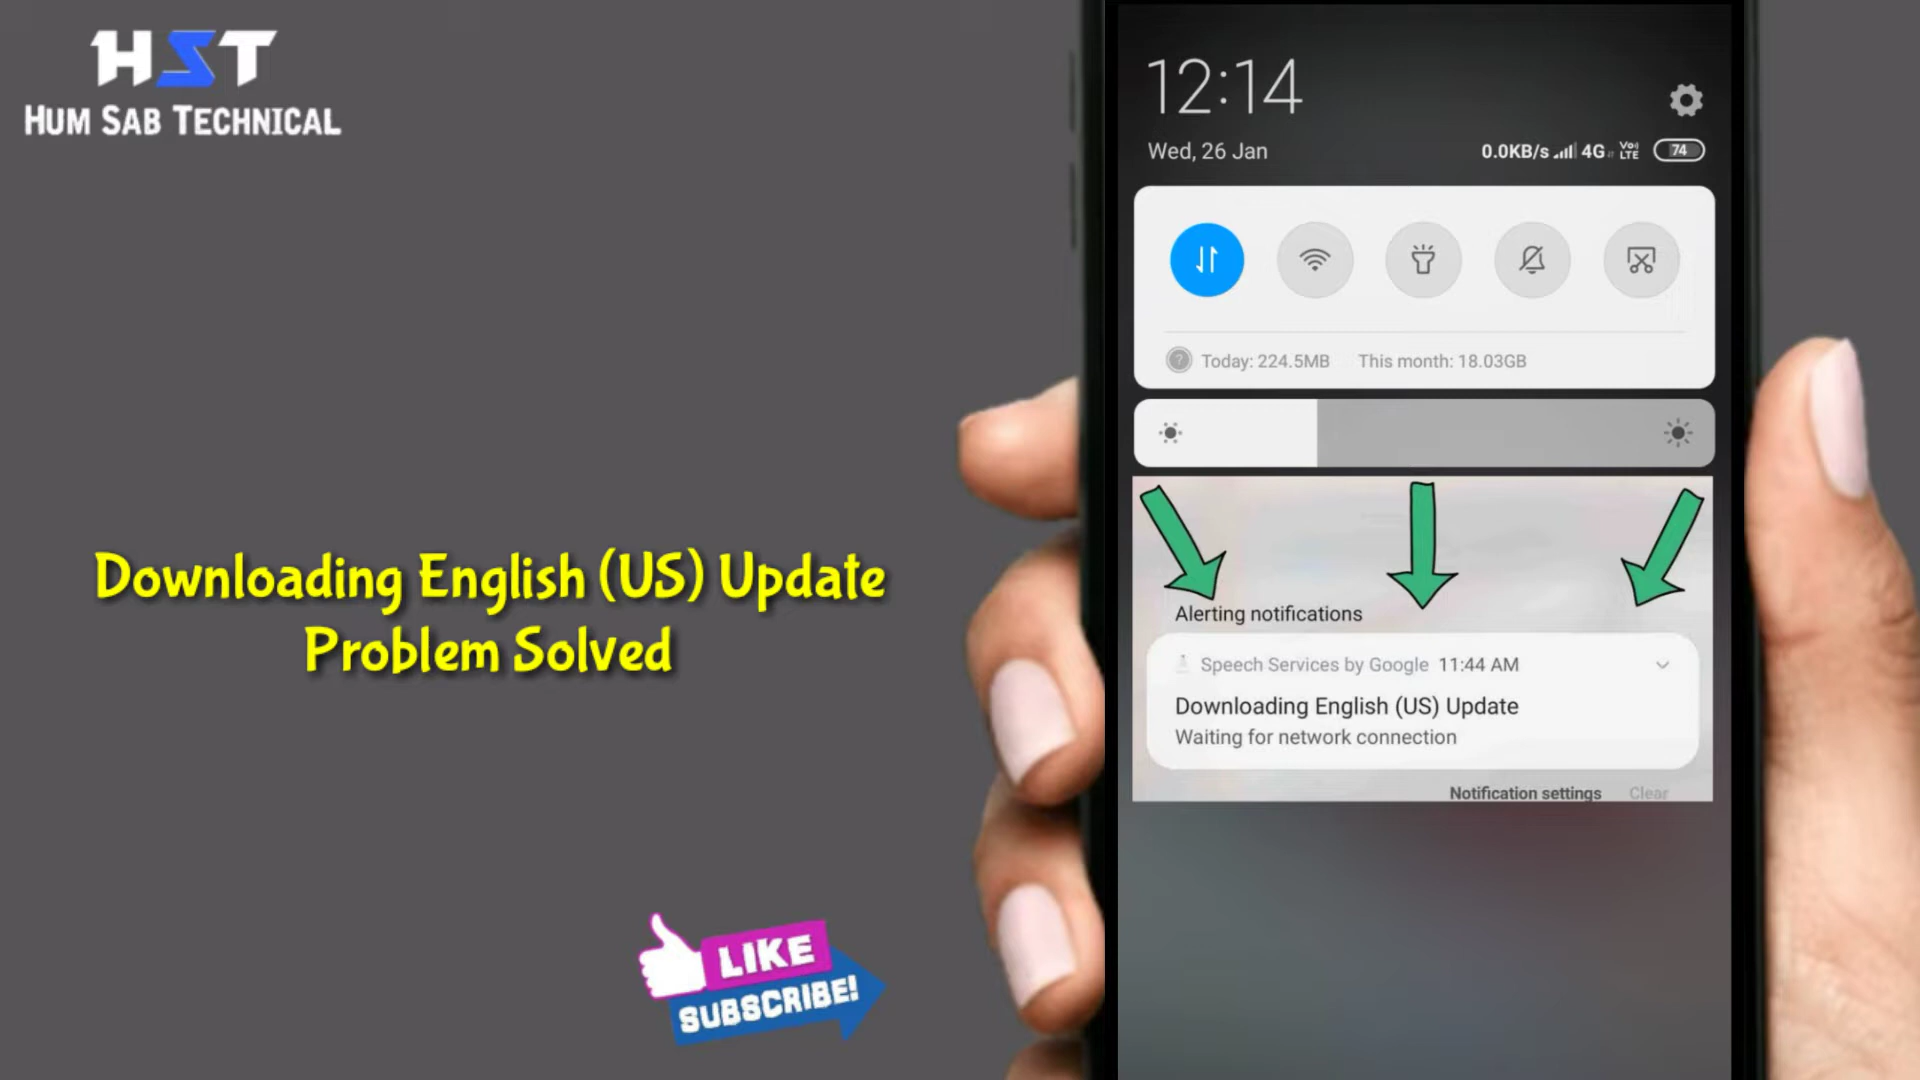 HST
HUM SAB TECHNICAL
Downloading English (US) Update
Problem Solved
LIKE
SUBSCRIBE!
12:14
Wed, 26 Jan
0.0KB/s 4G Vo) LTE 74
Today: 224.5MB This month: 18.03GB
Alerting notifications
Speech Services by Google 11:44 AM
Downloading English (US) Update
Waiting for network connection
Notification settings Clear